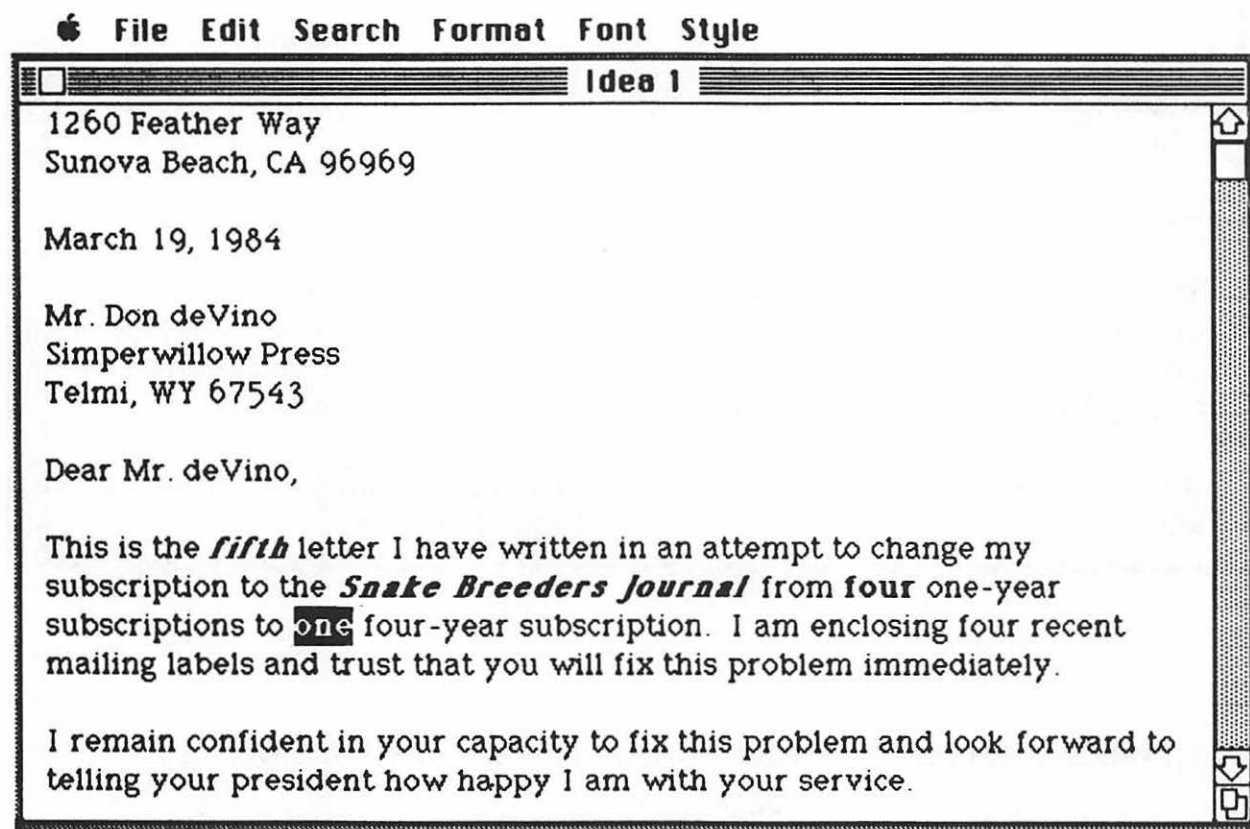 File Edit Search Format Font Style
Idea 1
1260 Feather Way
Sunova Beach, CA 96969
March 19, 1984
Mr. Don deVino
Simperwillow Press
Telmi, WY 67543
Dear Mr. deVino,
This is the fifth letter I have written in an attempt to change my
subscription to the Snake Breeders Journal from four one-year
subscriptions to one four-year subscription. I am enclosing four recent
mailing labels and trust that you will fix this problem immediately.
I remain confident in your capacity to fix this problem and look forward to
telling your president how happy I am with your service.